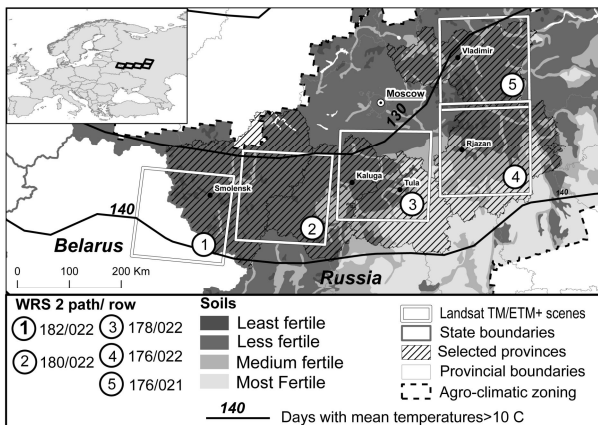 Vladimir
Moscow
130
5
Rjazan
Smolensk
Kaluga
Tula
4
140
3
140
2
Belarus
1
0 100 200 Km
Russia
WRS 2 path/ row
1 182/022
2 180/022
3 178/022
4 176/022
5 176/021
Soils
Least fertile
Less fertile
Medium fertile
Most Fertile
Landsat TM/ETM+ scenes
State boundaries
Selected provinces
Provincial boundaries
Agro-climatic zoning
140 Days with mean temperatures>10 C